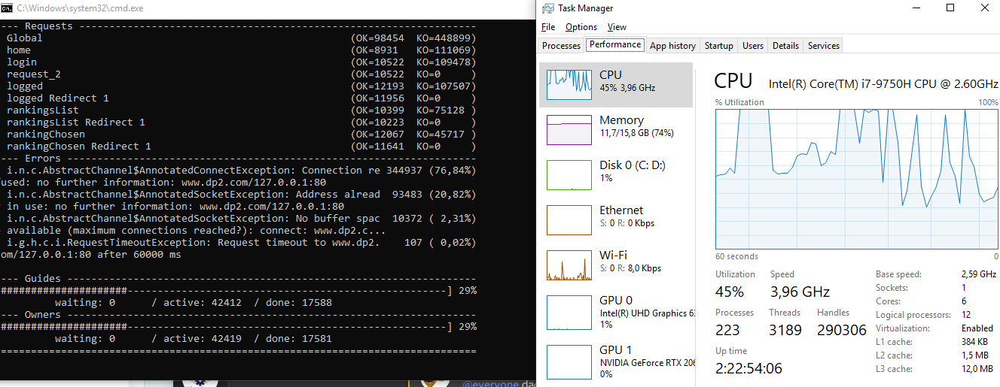 C:\Windows\system32\cmd.exe
--- Requests ------------------------------------------------------------------
Global (OK=98454 KO=448899)
home (OK=8931 KO=111069)
login (OK=10522 KO=109478)
request_2 (OK=10522 KO=0 )
logged (OK=12193 KO=107507)
logged Redirect 1 (OK=11956 KO=0 )
rankingsList (OK=10399 KO=75128 )
rankingsList Redirect 1 (OK=10223 KO=0 )
rankingChosen (OK=12067 KO=45717 )
rankingChosen Redirect 1 (OK=11641 KO=0 )
--- Errors --------------------------------------------------------------------
i.n.c.AbstractChannel$AnnotatedConnectException: Connection re 344937 (76,84%)
fused: no further information: www.dp2.com/127.0.0.1:80
i.n.c.AbstractChannel$AnnotatedSocketException: Address alread 93483 (20,82%)
y in use: no further information: www.dp2.com/127.0.0.1:80
i.n.c.AbstractChannel$AnnotatedSocketException: No buffer spac 10372 ( 2,31%)
available (maximum connections reached?): connect: www.dp2.c...
i.g.h.c.i.RequestTimeoutException: Request timeout to www.dp2. 107 ( 0,02%)
om/127.0.0.1:80 after 60000 ms
--- Guides --------------------------------------------------------------------
#####################------------------------------------------------------] 29%
waiting: 0 / active: 42412 / done: 17588
--- Owners --------------------------------------------------------------------
#####################------------------------------------------------------] 29%
waiting: 0 / active: 42419 / done: 17581
================================================================================
@everyone
Task Manager
File Options View
Processes Performance App history Startup Users Details Services
CPU
45% 3,96 GHz
Memory
11,7/15,8 GB (74%)
Disk 0 (C: D:)
1%
Ethernet
S: 0 R: 0 Kbps
Wi-Fi
S: 0 R: 8,0 Kbps
GPU 0
Intel(R) UHD Graphics 6
1%
GPU 1
NVIDIA GeForce RTX 206
0%
CPU Intel(R) Core(TM) i7-9750H CPU @ 2.60GHz
% Utilization 100%
60 seconds 0
Utilization Speed
45% 3,96 GHz
Processes Threads Handles
223 3189 290306
Up time
2:22:54:06
Base speed: 2,59 GHz
Sockets: 1
Cores: 6
Logical processors: 12
Virtualization: Enabled
L1 cache: 384 KB
L2 cache: 1,5 MB
L3 cache: 12,0 MB